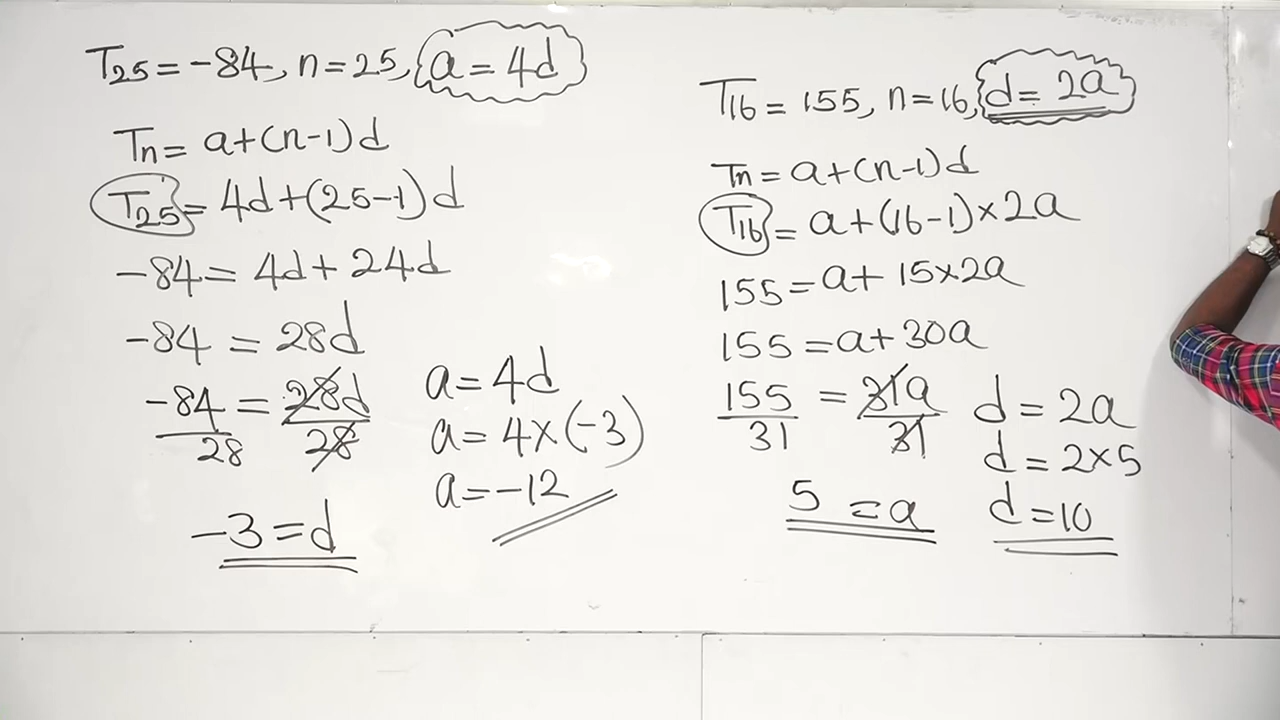 T₂₅ = -84, n = 25, a = 4d
Tn = a + (n-1)d
T₂₅ = 4d + (25-1)d
-84 = 4d + 24d
-84 = 28d
-84/28 = 28d/28
-3 = d
a = 4d
a = 4 × (-3)
a = -12
T₁₆ = 155, n = 16, d = 2a
Tn = a + (n-1)d
T₁₆ = a + (16-1) × 2a
155 = a + 15 × 2a
155 = a + 30a
155/31 = 31a/31
5 = a
d = 2a
d = 2 × 5
d = 10